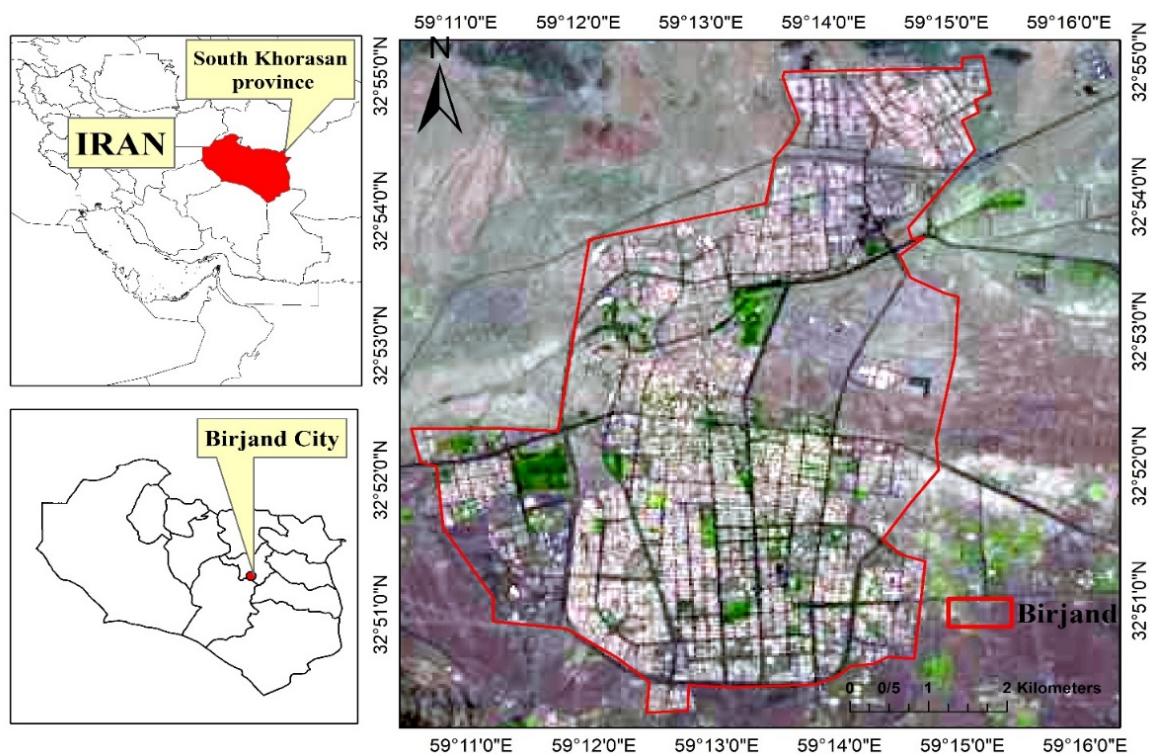 South Khorasan
province
IRAN
Birjand City
59°11'0"E 59°12'0"E 59°13'0"E 59°14'0"E 59°15'0"E 59°16'0"E
N
32°55'0"N
32°54'0"N
32°53'0"N
32°52'0"N
32°51'0"N
32°55'0"N
32°54'0"N
32°53'0"N
32°52'0"N
32°51'0"N
Birjand
0 0/5 1 2 Kilometers
59°11'0"E 59°12'0"E 59°13'0"E 59°14'0"E 59°15'0"E 59°16'0"E